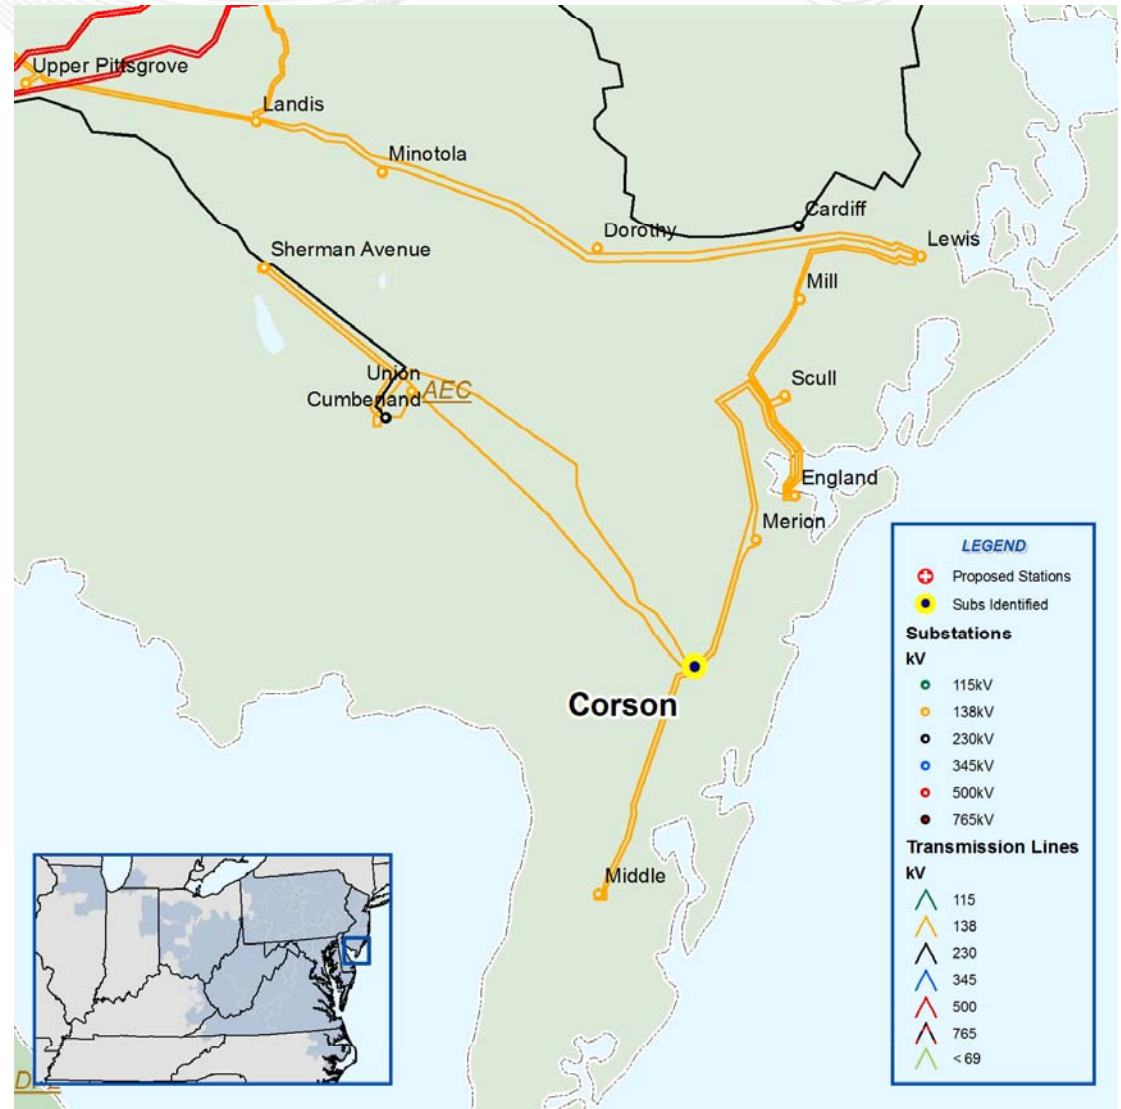 Upper Pittsgrove
Landis
Minotola
Cardiff
Dorothy
Lewis
Sherman Avenue
Mill
Union
AEC
Scull
Cumberland
England
Merion
Corson
Middle
LEGEND
Proposed Stations
Subs Identified
Substations
kV
115kV
138kV
230kV
345kV
500kV
765kV
Transmission Lines
kV
115
138
230
345
500
765
< 69